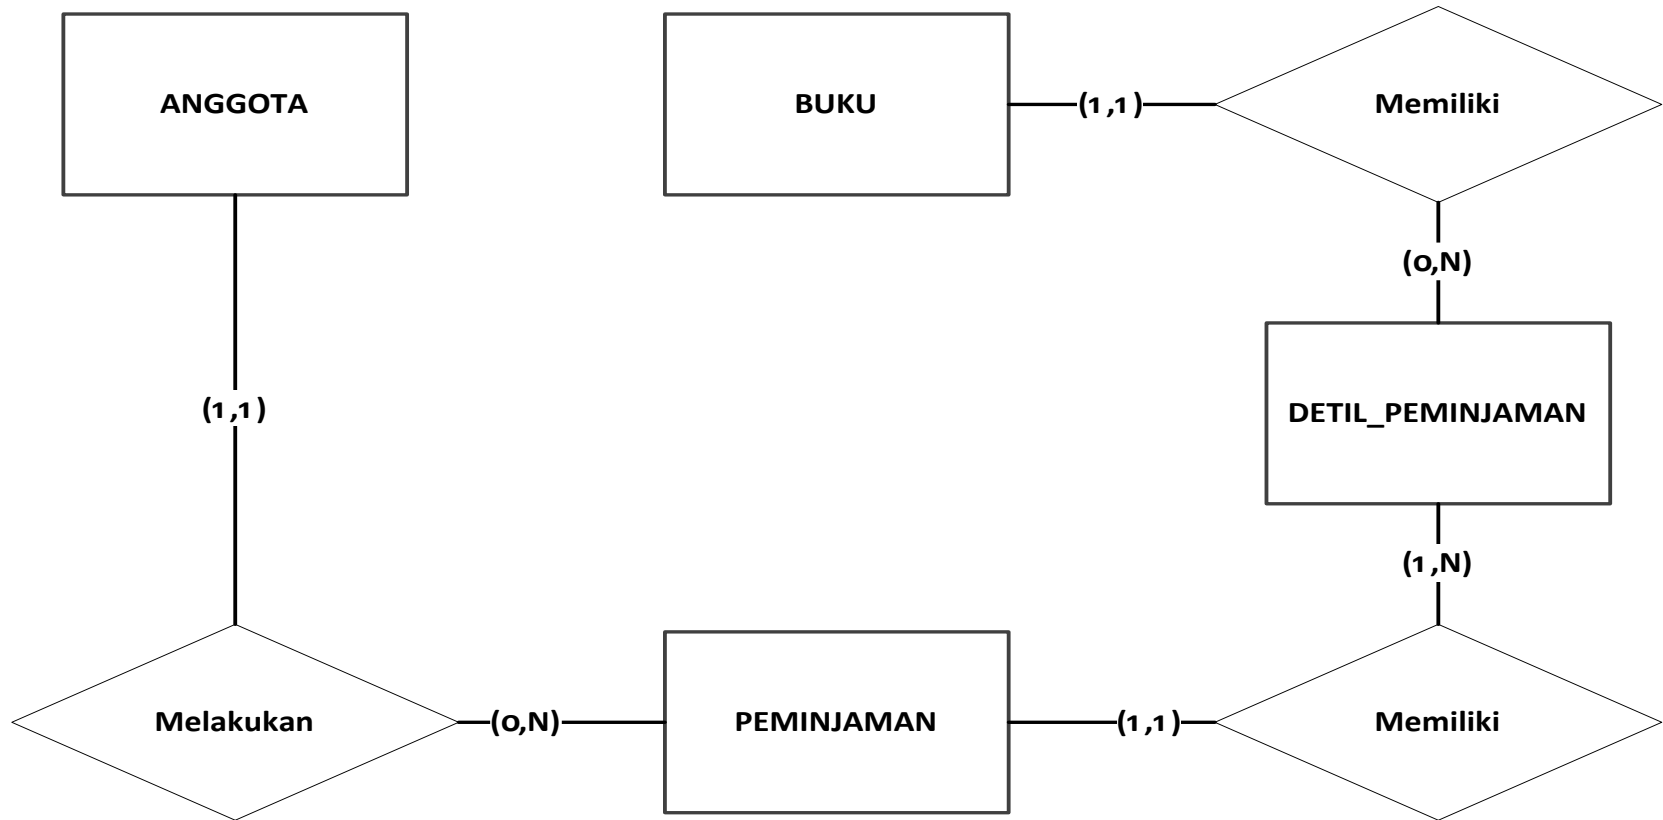 ANGGOTA
BUKU
(1,1)
Memiliki
(0,N)
(1,1)
DETIL_PEMINJAMAN
(1,N)
Melakukan
(0,N)
PEMINJAMAN
(1,1)
Memiliki